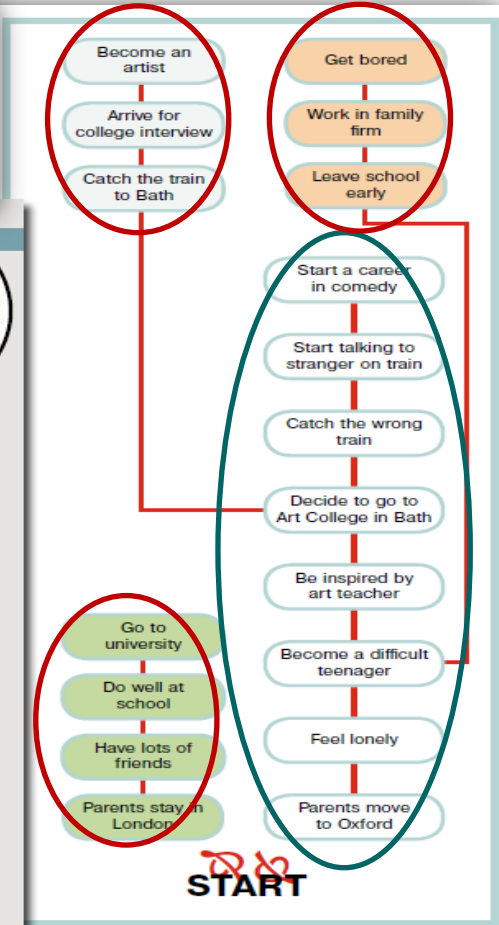 Become an
artist
Arrive for
college interview
Catch the train
to Bath
Get bored
Work in family
firm
Leave school
early
Start a career
in comedy
Start talking to
stranger on train
Catch the wrong
train
Decide to go to
Art College in Bath
Be inspired by
art teacher
Become a difficult
teenager
Feel lonely
Parents move
to Oxford
Go to
university
Do well at
school
Have lots of
friends
Parents stay in
London
START